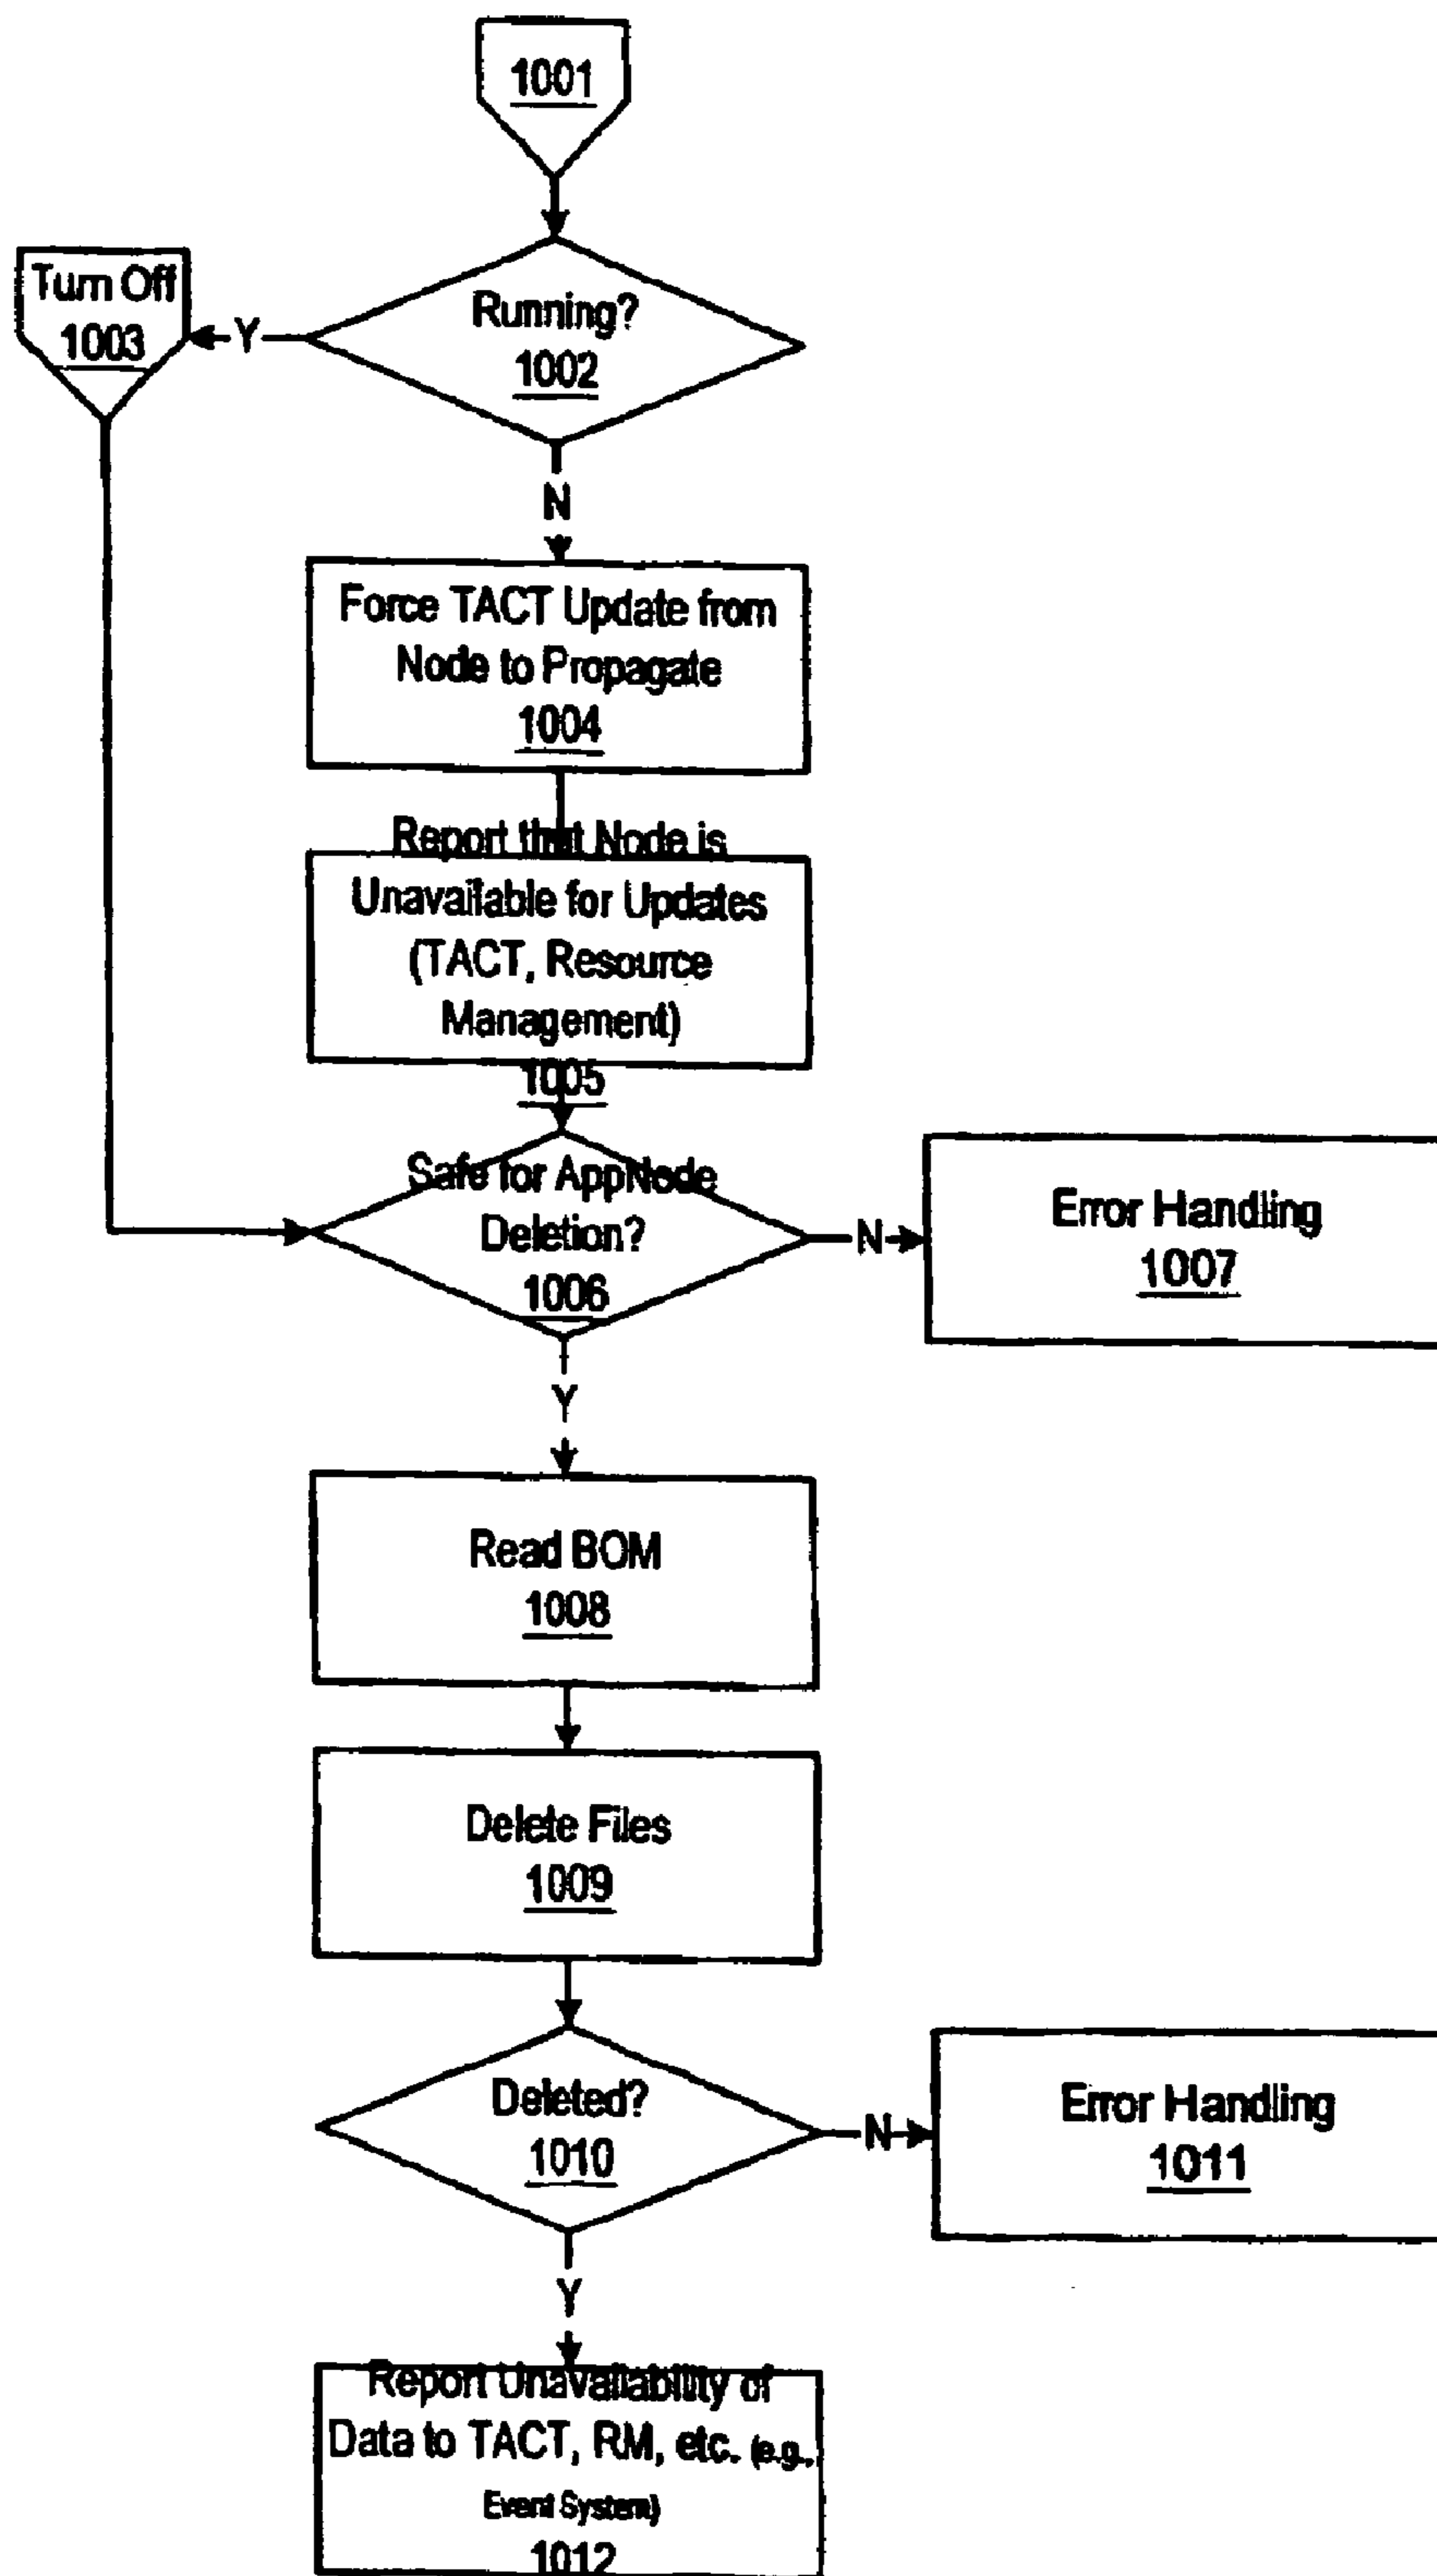 1001
Running?
1002
Y
Turn Off
1003
N
Force TACT Update from
Node to Propagate
1004
Report that Node is
Unavailable for Updates
(TACT, Resource
Management)
1005
Safe for AppNode
Deletion?
1006
N
Error Handling
1007
Y
Read BOM
1008
Delete Files
1009
Deleted?
1010
N
Error Handling
1011
Y
Report Unavailability of
Data to TACT, RM, etc. (e.g.,
Event System)
1012